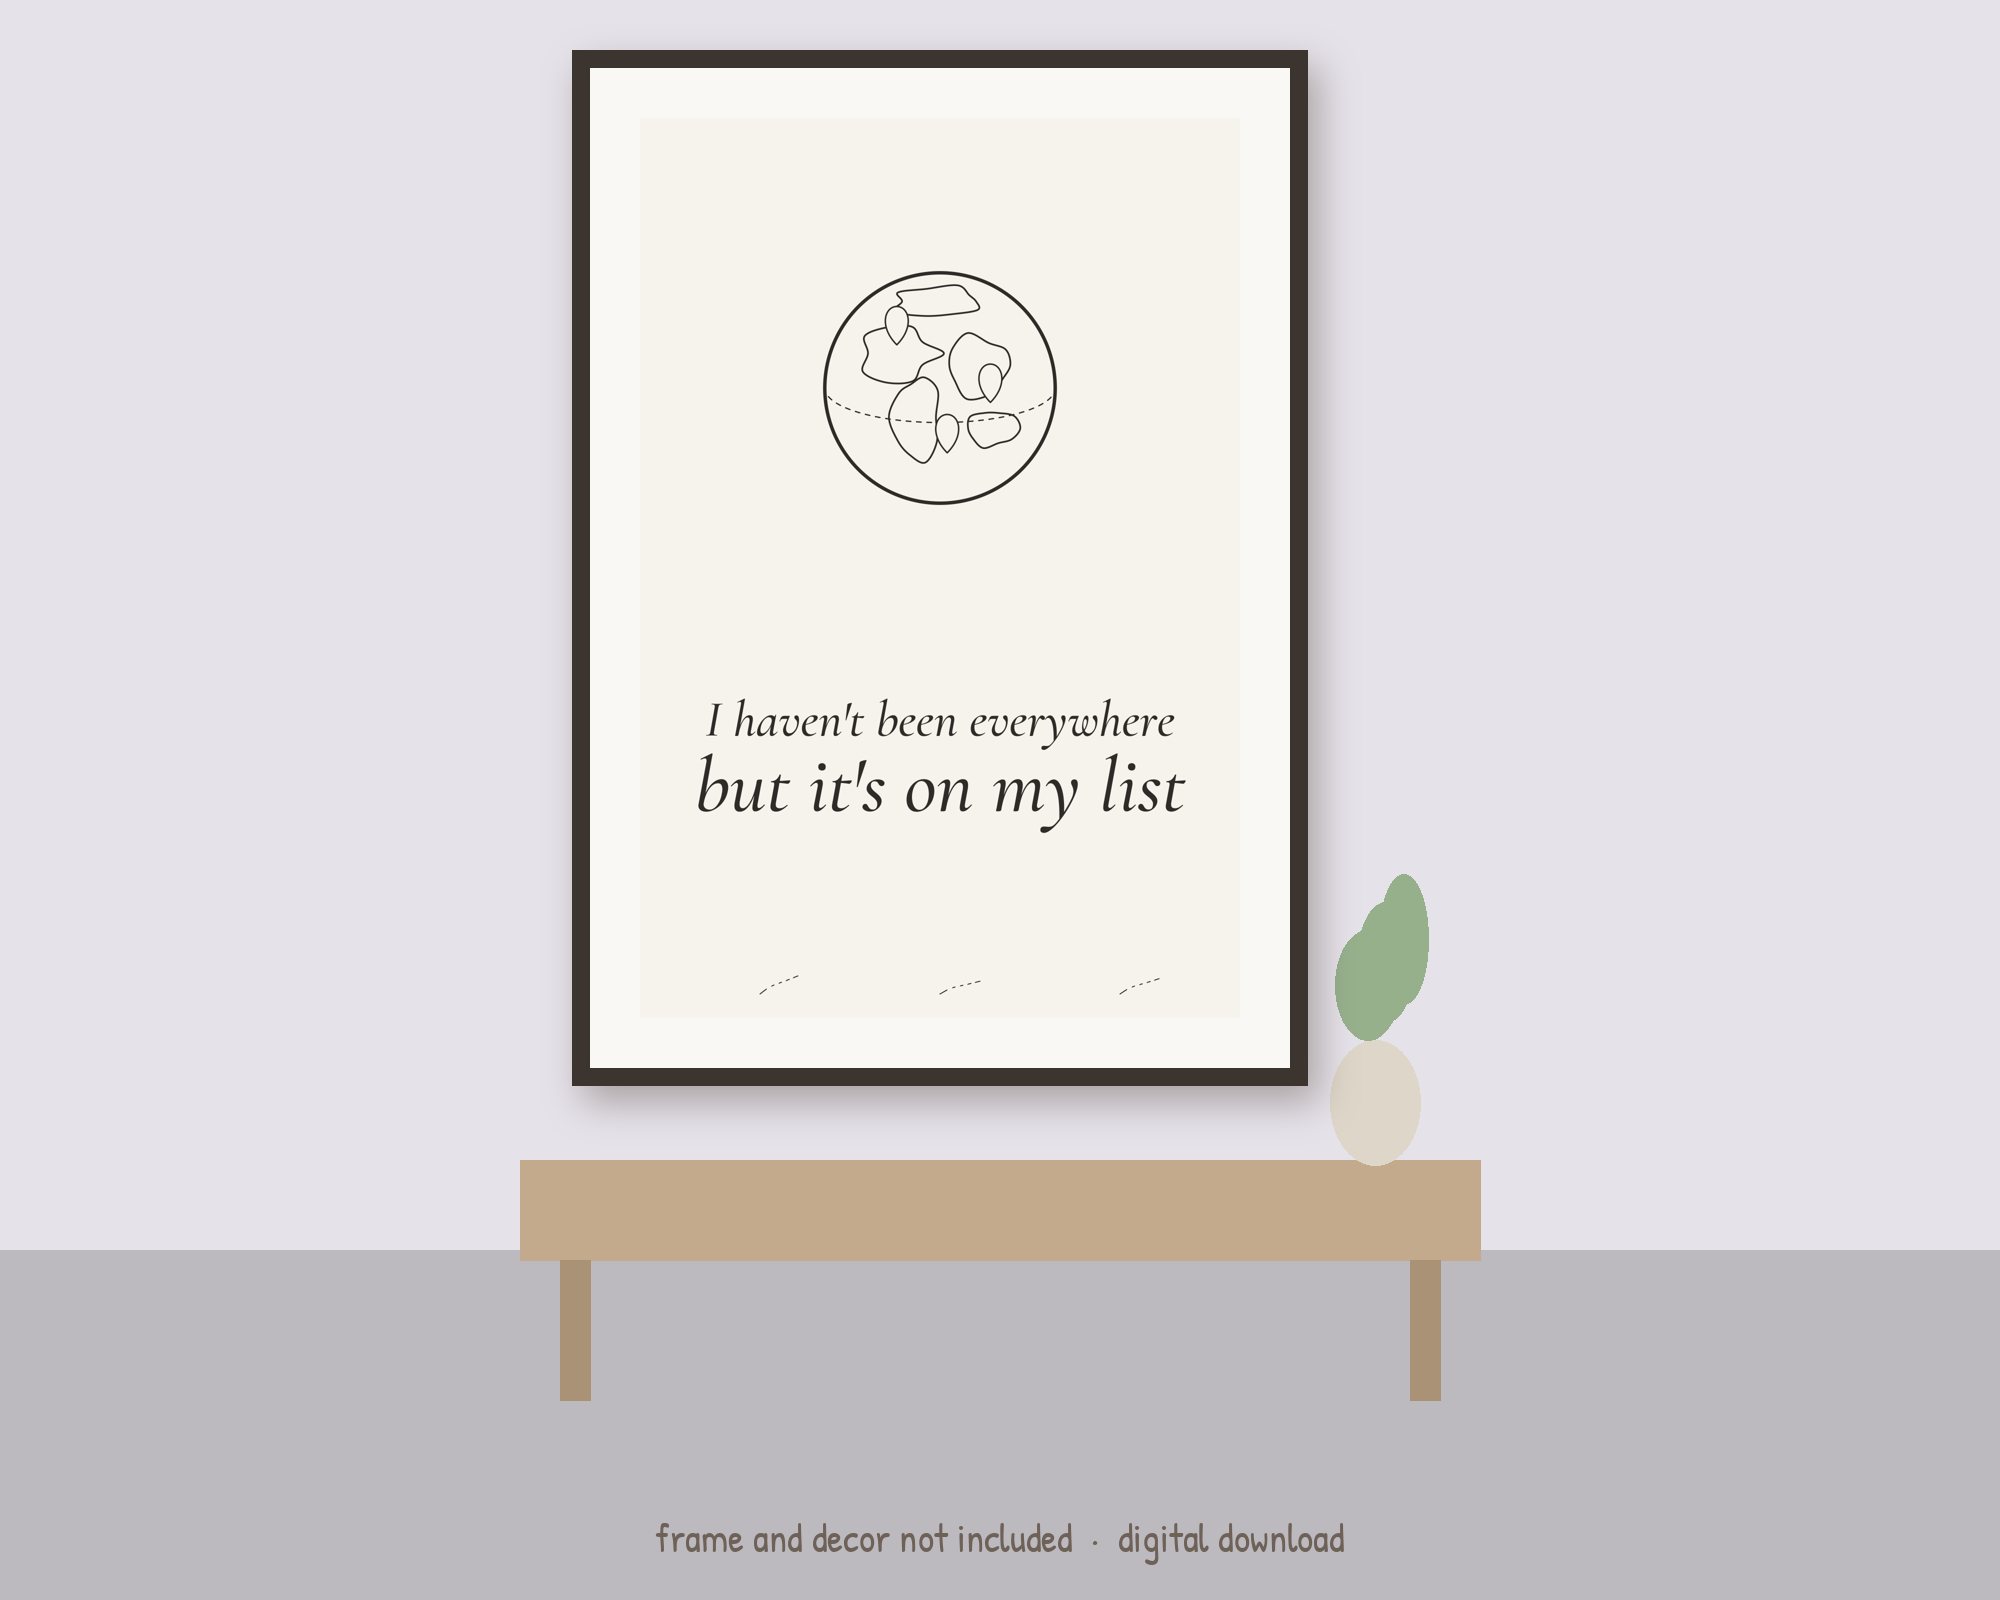 I haven't been everywhere
but it's on my list
frame and decor not included · digital download